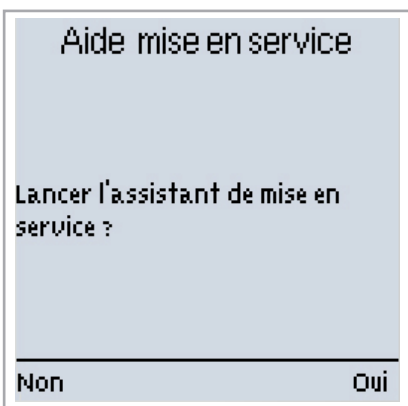 Aide mise en service
Lancer l'assistant de mise en
service ?
Non Oui